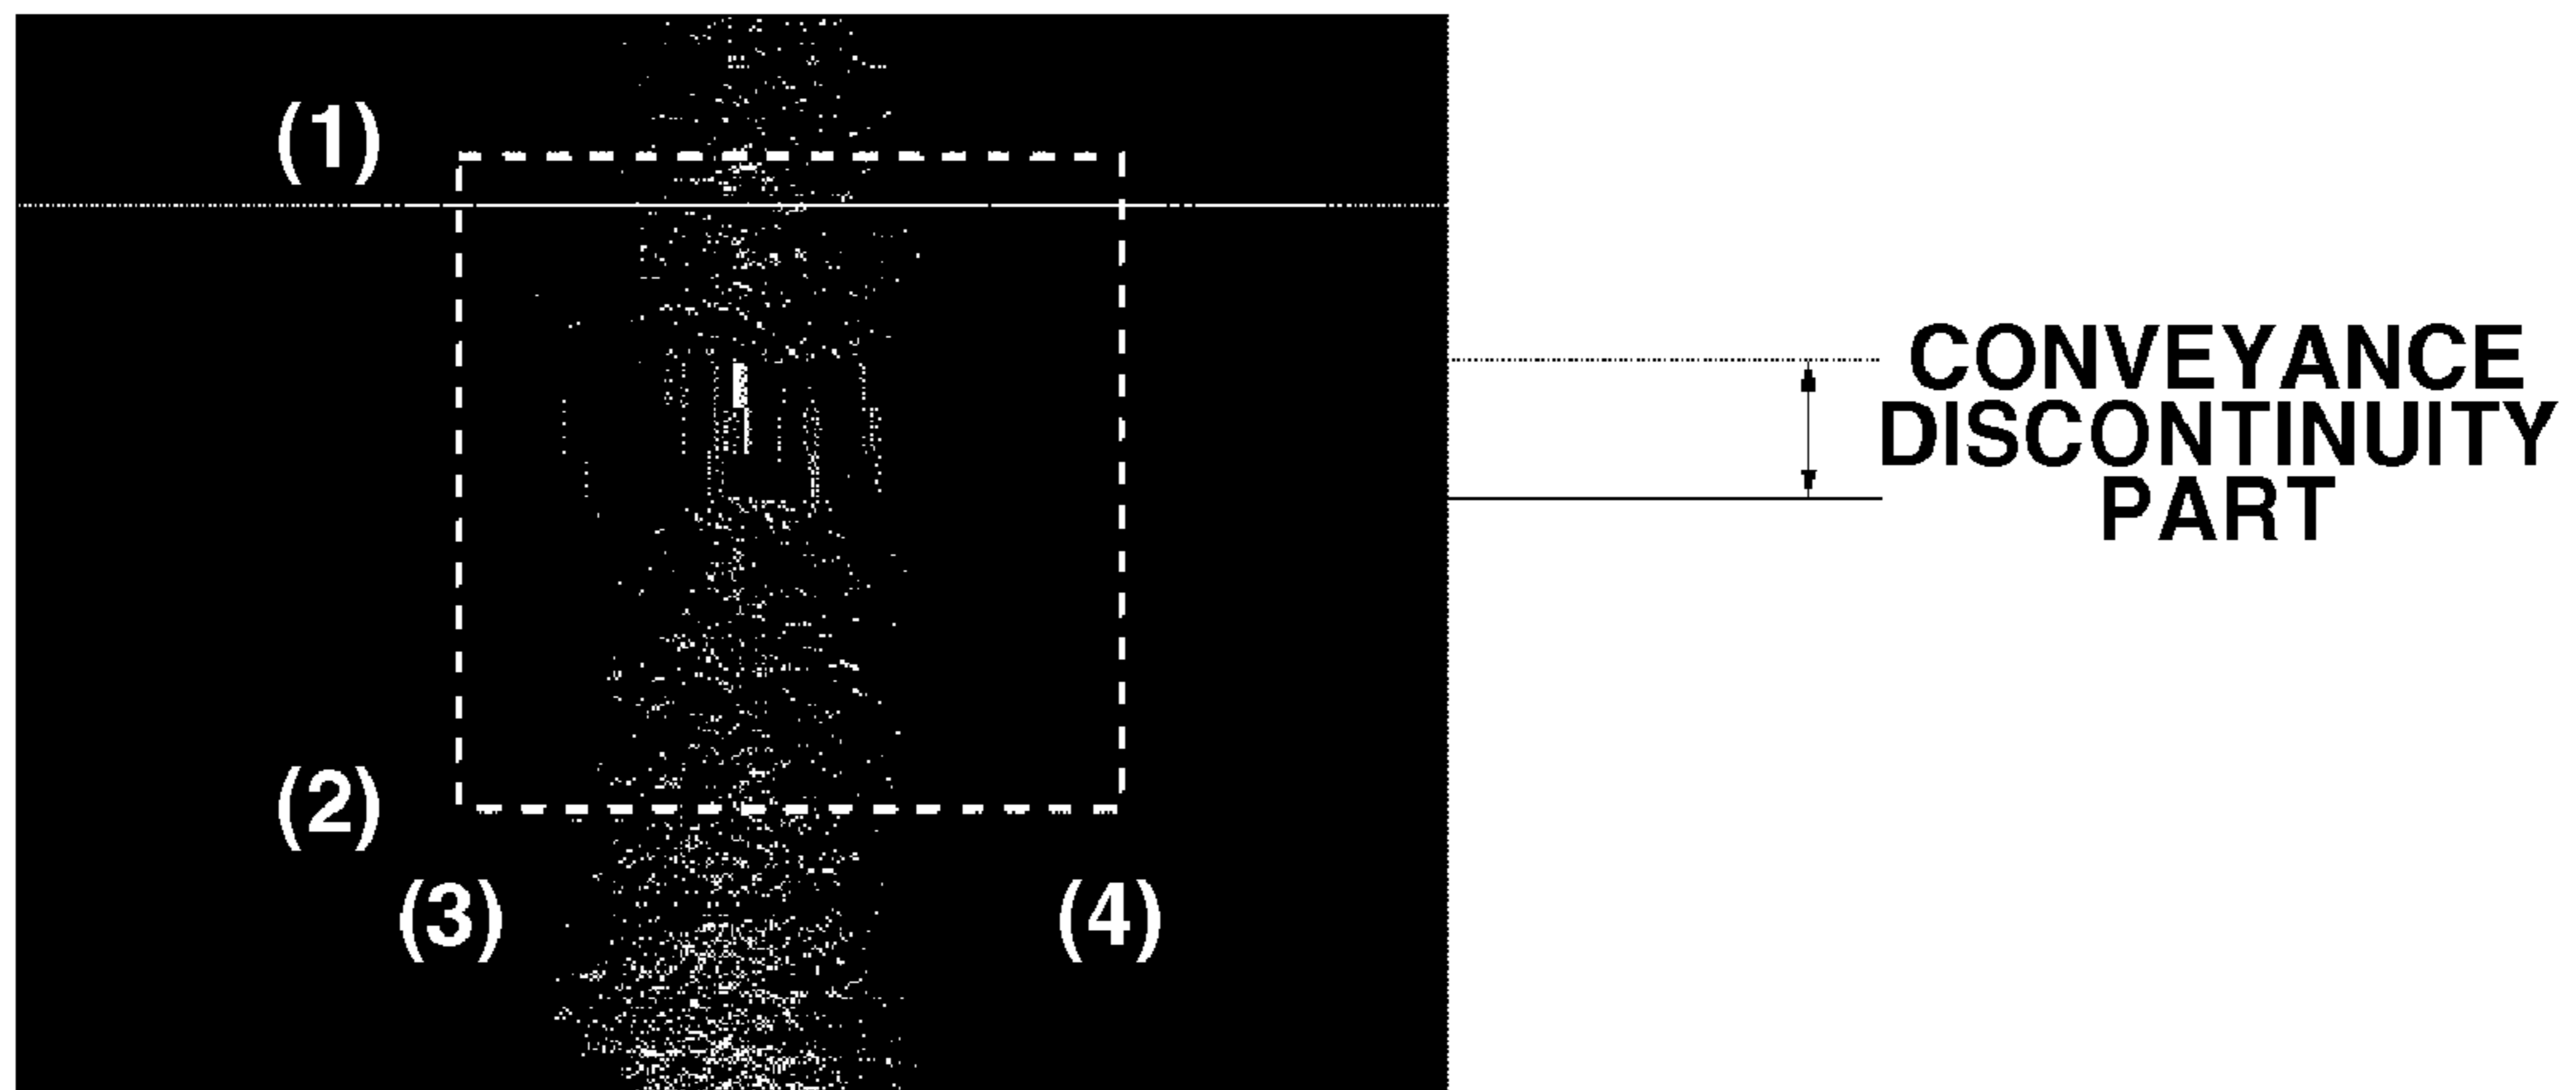 (1)
CONVEYANCE
DISCONTINUITY
PART
(2)
(3)
(4)